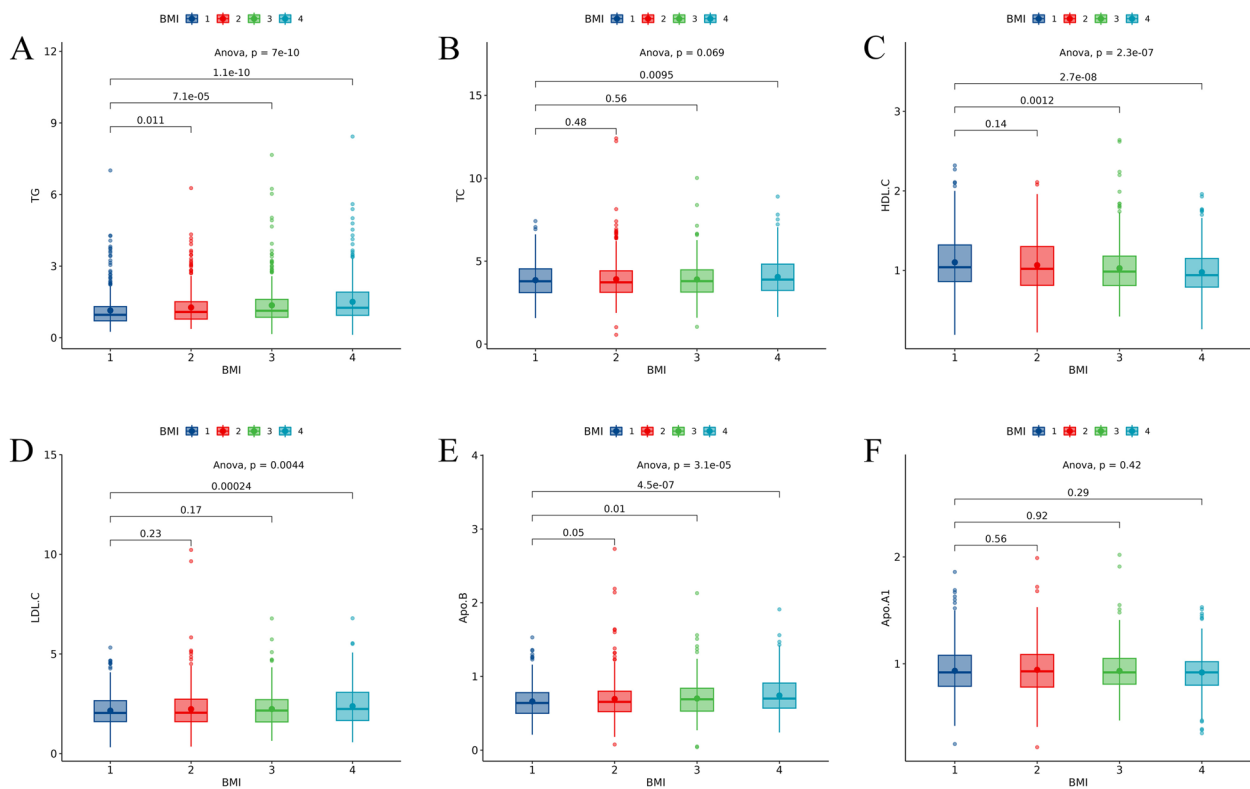 BMI 1 2 3 4
A
Anova, p = 7e-10
1.1e-10
7.1e-05
0.011
TG
12
9
6
3
0
1 2 3 4
BMI
BMI 1 2 3 4
B
Anova, p = 0.069
0.0095
0.56
0.48
TC
15
10
5
0
1 2 3 4
BMI
BMI 1 2 3 4
C
Anova, p = 2.3e-07
2.7e-08
0.0012
0.14
HDL.C
3
2
1
1 2 3 4
BMI
BMI 1 2 3 4
D
Anova, p = 0.0044
0.00024
0.17
0.23
LDL.C
15
10
5
0
1 2 3 4
BMI
BMI 1 2 3 4
E
Anova, p = 3.1e-05
4.5e-07
0.01
0.05
Apo.B
4
3
2
1
0
1 2 3 4
BMI
BMI 1 2 3 4
F
Anova, p = 0.42
0.29
0.92
0.56
Apo.A1
2
1
1 2 3 4
BMI